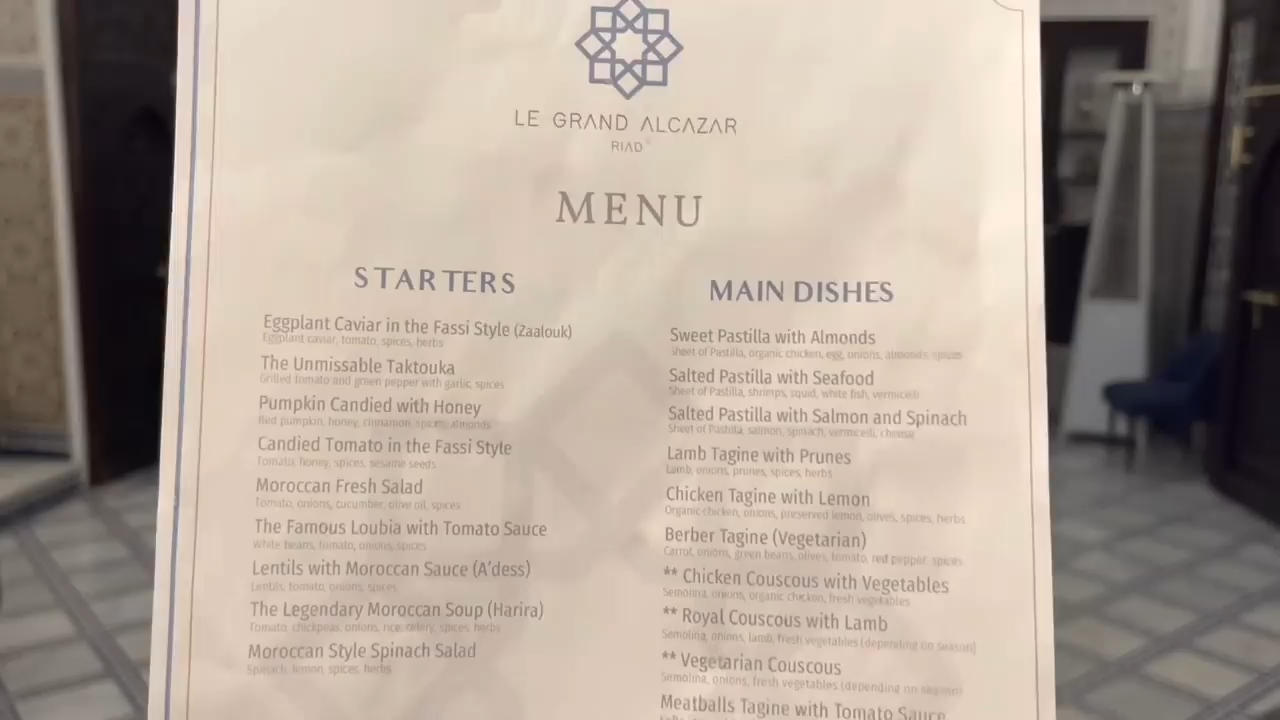 LE GRAND ALCAZAR
RIAD
MENU
STARTERS
Eggplant Caviar in the Fassi Style (Zaalouk)
Eggplant caviar, tomato, spices, herbs
The Unmissable Taktouka
Grilled tomato and green pepper with garlic, spices
Pumpkin Candied with Honey
Red pumpkin, honey, cinnamon, spices, almonds
Candied Tomato in the Fassi Style
Tomato, honey, spices, sesame seeds
Moroccan Fresh Salad
Tomato, onions, cucumber, olive oil, spices
The Famous Loubia with Tomato Sauce
White beans, tomato, onions, spices
Lentils with Moroccan Sauce (A'dess)
Lentils, tomato, onions, spices
The Legendary Moroccan Soup (Harira)
Tomato, chickpeas, onions, rice, celery, spices, herbs
Moroccan Style Spinach Salad
Spinach, lemon, spices, herbs
MAIN DISHES
Sweet Pastilla with Almonds
Sheet of Pastilla, organic chicken, egg, onions, almonds, spices
Salted Pastilla with Seafood
Sheet of Pastilla, shrimps, squid, white fish, vermicelli
Salted Pastilla with Salmon and Spinach
Sheet of Pastilla, salmon, spinach, vermicelli, cheese
Lamb Tagine with Prunes
Lamb, onions, prunes, spices, herbs
Chicken Tagine with Lemon
Organic chicken, onions, preserved lemon, olives, spices, herbs
Berber Tagine (Vegetarian)
Carrot, onions, green beans, olives, tomato, red pepper, spices
** Chicken Couscous with Vegetables
Semolina, onions, organic chicken, fresh vegetables
** Royal Couscous with Lamb
Semolina, onions, lamb, fresh vegetables (depending on season)
** Vegetarian Couscous
Semolina, onions, fresh vegetables (depending on season)
Meatballs Tagine with Tomato Sauce